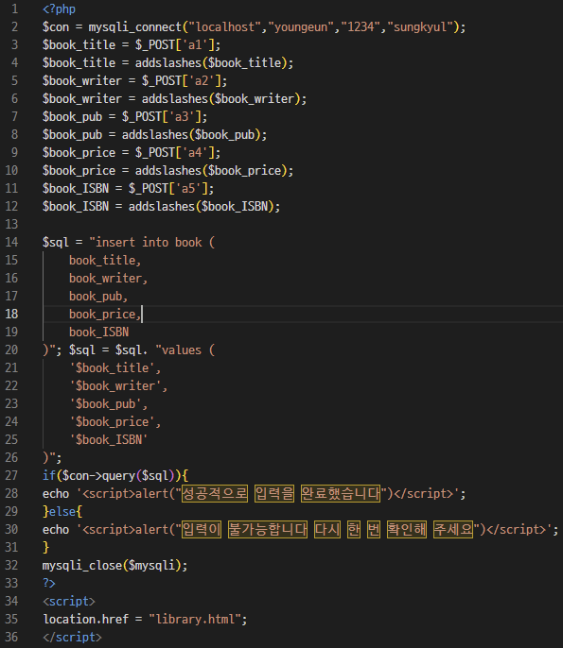 1 <?php
2 $con = mysqli_connect("localhost","youngeun","1234","sungkyul");
3 $book_title = $_POST['a1'];
4 $book_title = addslashes($book_title);
5 $book_writer = $_POST['a2'];
6 $book_writer = addslashes($book_writer);
7 $book_pub = $_POST['a3'];
8 $book_pub = addslashes($book_pub);
9 $book_price = $_POST['a4'];
10 $book_price = addslashes($book_price);
11 $book_ISBN = $_POST['a5'];
12 $book_ISBN = addslashes($book_ISBN);
13
14 $sql = "insert into book (
15 book_title,
16 book_writer,
17 book_pub,
18 book_price,
19 book_ISBN
20 )"; $sql = $sql. "values (
21 '$book_title',
22 '$book_writer',
23 '$book_pub',
24 '$book_price',
25 '$book_ISBN'
26 )";
27 if($con->query($sql)){
28 echo '<script>alert("성공적으로 입력을 완료했습니다")</script>';
29 }else{
30 echo '<script>alert("입력이 불가능합니다 다시 한 번 확인해 주세요")</script>';
31 }
32 mysqli_close($mysqli);
33 ?>
34 <script>
35 location.href = "library.html";
36 </script>